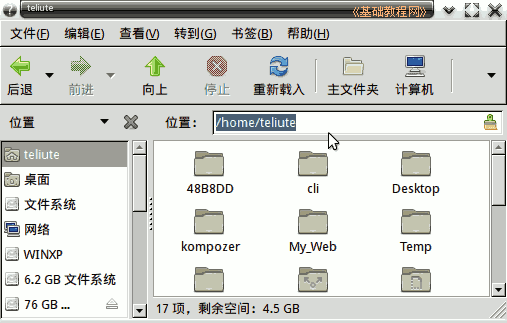 teliute 《基础教程网》
文件(F) 编辑(E) 查看(V) 转到(G) 书签(B) 帮助(H)
后退 前进 向上 停止 重新载入 主文件夹 计算机
位置 位置： /home/teliute
teliute
桌面
文件系统
网络
WINXP
6.2 GB 文件系统
76 GB ...
48B8DD cli Desktop
kompozer My_Web Temp
17 项，剩余空间：4.5 GB